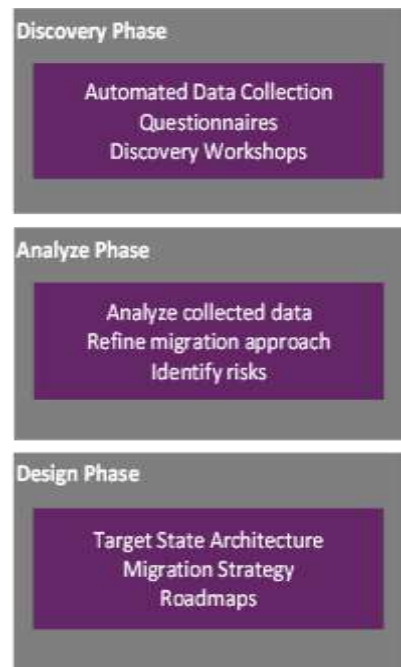 Discovery Phase
Automated Data Collection
Questionnaires
Discovery Workshops
Analyze Phase
Analyze collected data
Refine migration approach
Identify risks
Design Phase
Target State Architecture
Migration Strategy
Roadmaps